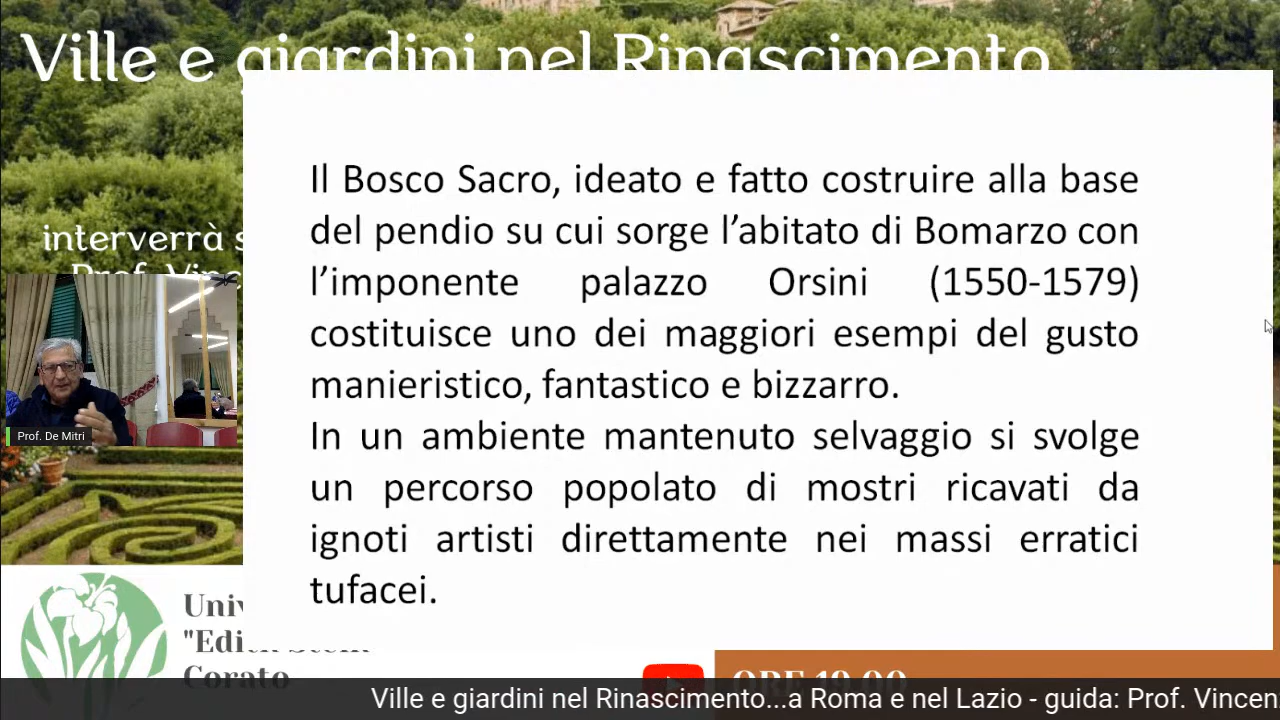 Ville e giardini nel Rinascimento
interverrà s
Prof. Vinc
Il Bosco Sacro, ideato e fatto costruire alla base
del pendio su cui sorge l’abitato di Bomarzo con
l’imponente palazzo Orsini (1550-1579)
costituisce uno dei maggiori esempi del gusto
manieristico, fantastico e bizzarro.
In un ambiente mantenuto selvaggio si svolge
un percorso popolato di mostri ricavati da
ignoti artisti direttamente nei massi erratici
tufacei.
Prof. De Mitri
Univ
"Edith Stein"
Corato
ORE 19,00
Ville e giardini nel Rinascimento...a Roma e nel Lazio - guida: Prof. Vincen